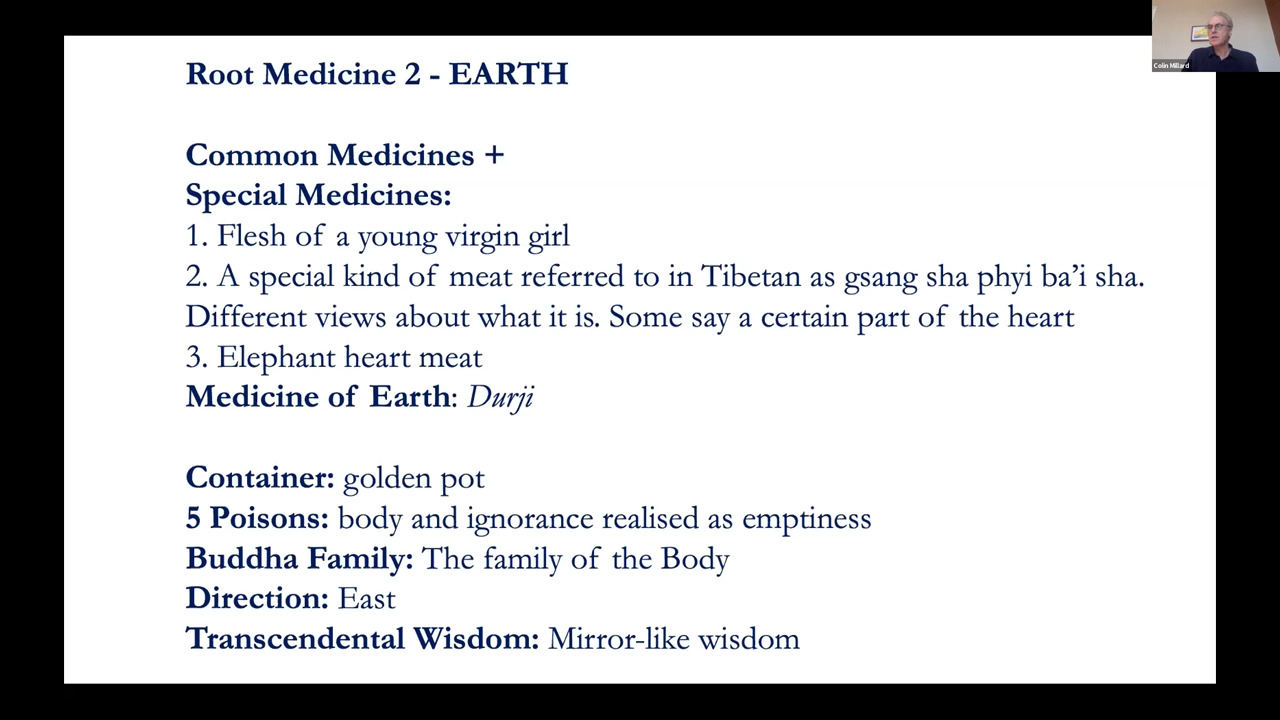 Root Medicine 2 - EARTH
Common Medicines +
Special Medicines:
1. Flesh of a young virgin girl
2. A special kind of meat referred to in Tibetan as gsang sha phyi ba’i sha.
Different views about what it is. Some say a certain part of the heart
3. Elephant heart meat
Medicine of Earth: Durji
Container: golden pot
5 Poisons: body and ignorance realised as emptiness
Buddha Family: The family of the Body
Direction: East
Transcendental Wisdom: Mirror-like wisdom
Colin Millard